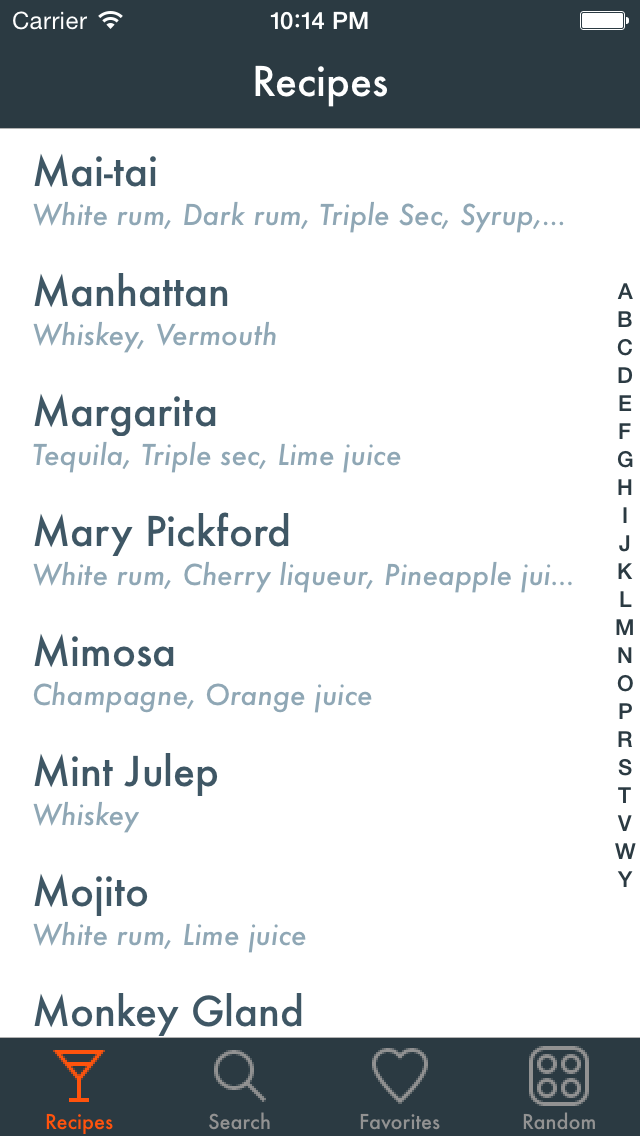 Carrier 10:14 PM
Recipes
Mai-tai
White rum, Dark rum, Triple Sec, Syrup,...
Manhattan
Whiskey, Vermouth
Margarita
Tequila, Triple sec, Lime juice
Mary Pickford
White rum, Cherry liqueur, Pineapple jui...
Mimosa
Champagne, Orange juice
Mint Julep
Whiskey
Mojito
White rum, Lime juice
Monkey Gland
A
B
C
D
E
F
G
H
I
J
K
L
M
N
O
P
R
S
T
V
W
Y
Recipes Search Favorites Random